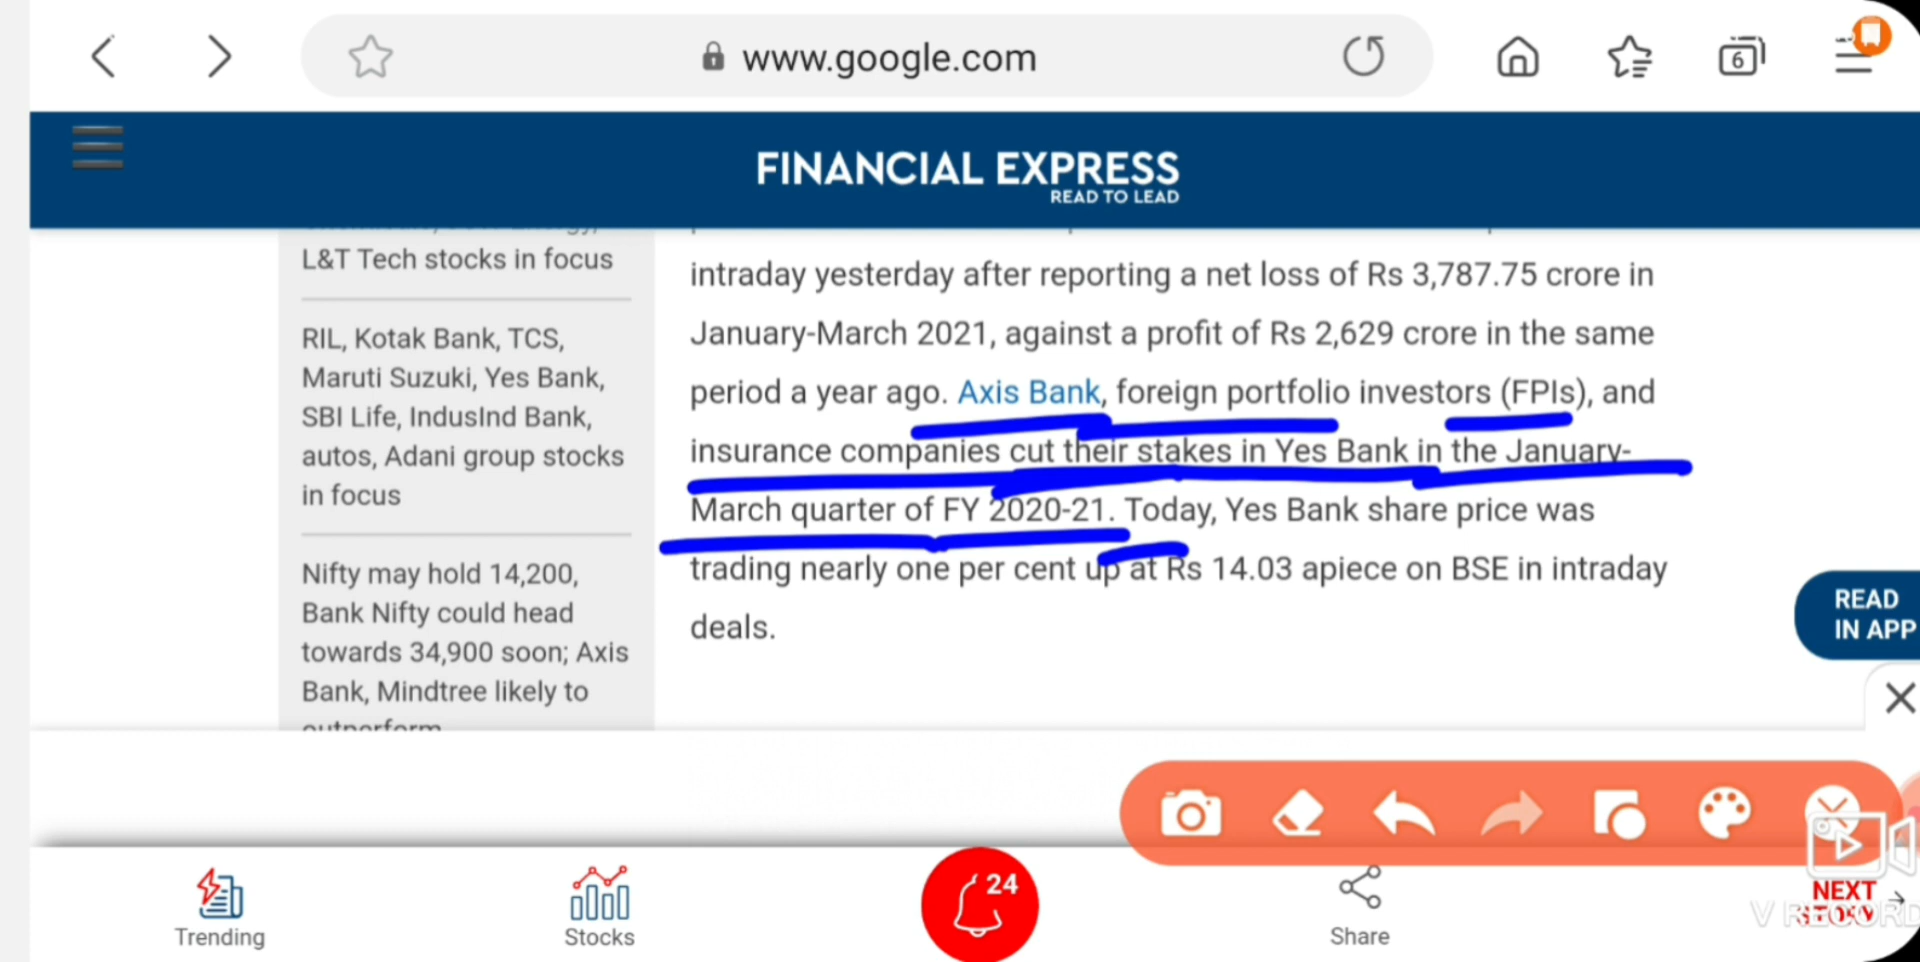 www.google.com
6
FINANCIAL EXPRESS
READ TO LEAD
L&T Tech stocks in focus
RIL, Kotak Bank, TCS,
Maruti Suzuki, Yes Bank,
SBI Life, IndusInd Bank,
autos, Adani group stocks
in focus
Nifty may hold 14,200,
Bank Nifty could head
towards 34,900 soon; Axis
Bank, Mindtree likely to
outperform
intraday yesterday after reporting a net loss of Rs 3,787.75 crore in
January-March 2021, against a profit of Rs 2,629 crore in the same
period a year ago. Axis Bank, foreign portfolio investors (FPIs), and
insurance companies cut their stakes in Yes Bank in the January-
March quarter of FY 2020-21. Today, Yes Bank share price was
trading nearly one per cent up at Rs 14.03 apiece on BSE in intraday
deals.
READ
IN APP
Trending
Stocks
24
Share
NEXT
STORY
V RECORD